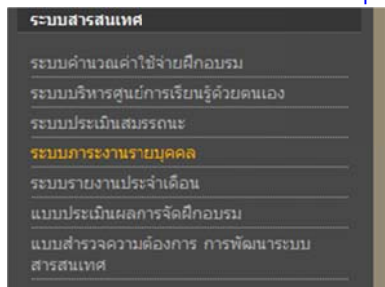 ระบบสารสนเทศ
ระบบคำนวณค่าใช้จ่ายฝึกอบรม
ระบบบริหารศูนย์การเรียนรู้ด้วยตนเอง
ระบบประเมินสมรรถนะ
ระบบภาระงานรายบุคคล
ระบบรายงานประจำเดือน
แบบประเมินผลการจัดฝึกอบรม
แบบสำรวจความต้องการ การพัฒนาระบบ
สารสนเทศ